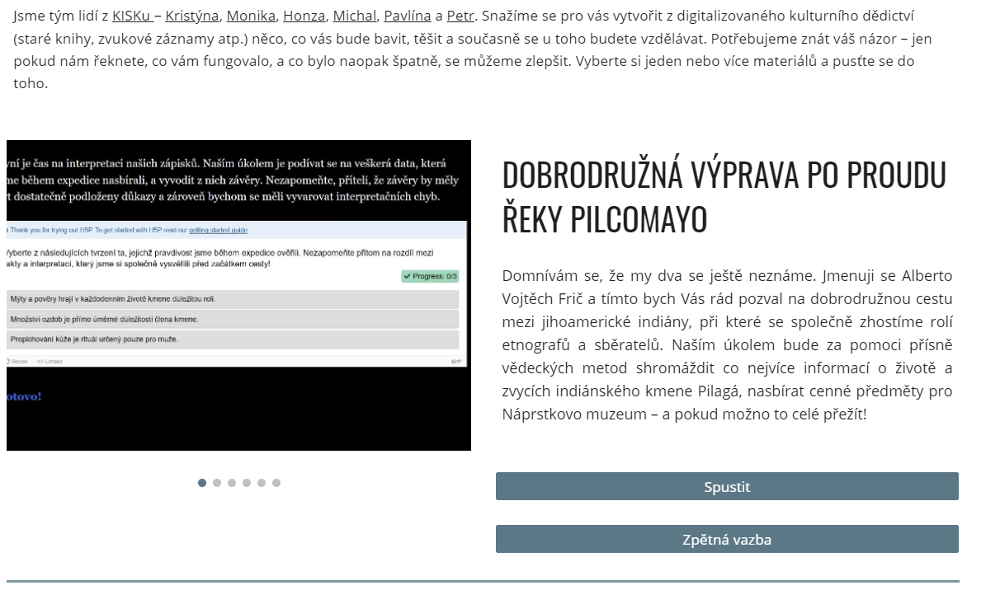 Jsme tým lidí z KISKu – Kristýna, Monika, Honza, Michal, Pavlína a Petr. Snažíme se pro vás vytvořit z digitalizovaného kulturního dědictví
(staré knihy, zvukové záznamy atp.) něco, co vás bude bavit, těšit a současně se u toho budete vzdělávat. Potřebujeme znát váš názor – jen
pokud nám řeknete, co vám fungovalo, a co bylo naopak špatně, se můžeme zlepšit. Vyberte si jeden nebo více materiálů a pusťte se do
toho.
vní je čas na interpretaci našich zápisků. Naším úkolem je podívat se na veškerá data, která
me během expedice nasbírali, a vyvodit z nich závěry. Nezapomeňte, příteli, že závěry by měly
t dostatečně podloženy důkazy a zároveň bychom se měli vyvarovat interpretačních chyb.
Thank you for trying out H5P. To get started with H5P read our getting started guide
yberte z následujících tvrzení ta, jejichž pravdivost jsme během expedice ověřili. Nezapomeňte přitom na rozdíl mezi
akty a interpretací, který jsme si společně vysvětlili před začátkem cesty!
✔ Progress: 0/3
Mýty a pověry hrají v každodenním životě kmene důležitou roli.
Množství ozdob je přímo úměrné důležitosti člena kmene.
Propichování kůže je rituál určený pouze pro muže.
Reuse <> Embed H5P
otovo!
DOBRODRUŽNÁ VÝPRAVA PO PROUDU
ŘEKY PILCOMAYO
Domnívám se, že my dva se ještě neznáme. Jmenuji se Alberto
Vojtěch Frič a tímto bych Vás rád pozval na dobrodružnou cestu
mezi jihoamerické indiány, při které se společně zhostíme rolí
etnografů a sběratelů. Naším úkolem bude za pomoci přísně
vědeckých metod shromáždit co nejvíce informací o životě a
zvycích indiánského kmene Pilagá, nasbírat cenné předměty pro
Náprstkovo muzeum – a pokud možno to celé přežít!
Spustit
Zpětná vazba